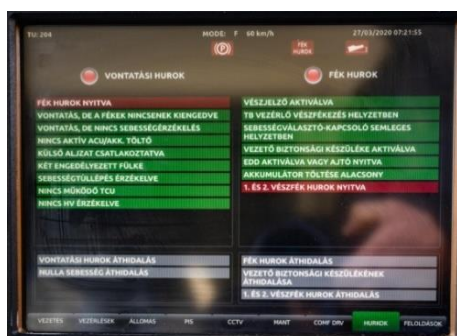 TU: 204 MODE: F 60 km/h 27/03/2020 07:21:55
FÉK
HUROK
VONTATÁSI HUROK
FÉK HUROK
FÉK HUROK NYITVA
VONTATÁS, DE A FÉKEK NINCSENEK KIENGEDVE
VONTATÁS, DE NINCS SEBESSÉGÉRZÉKELÉS
NINCS AKTÍV ACU/AKK. TÖLTŐ
KÜLSŐ ALJZAT CSATLAKOZTATVA
KÉT ENGEDÉLYEZETT FÜLKE
SEBESSÉGTÚLLÉPÉS ÉRZÉKELVE
NINCS MŰKÖDŐ TCU
NINCS HV ÉRZÉKELVE
VÉSZJELZŐ AKTIVÁLVA
TB VEZÉRLŐ VÉSZFÉKEZÉS HELYZETBEN
SEBESSÉGVÁLASZTÓ-KAPCSOLÓ SEMLEGES
HELYZETBEN
VEZETŐ BIZTONSÁGI KÉSZÜLÉKE AKTIVÁLVA
EDD AKTIVÁLVA VAGY AJTÓ NYITVA
AKKUMULÁTOR TÖLTÉSE ALACSONY
1. ÉS 2. VÉSZFÉK HUROK NYITVA
VONTATÁSI HUROK ÁTHIDALÁS
NULLA SEBESSÉG ÁTHIDALÁS
FÉK HUROK ÁTHIDALÁS
VEZETŐ BIZTONSÁGI KÉSZÜLÉKÉNEK
ÁTHIDALÁSA
1. ÉS 2. VÉSZFÉK HUROK ÁTHIDALÁS
VEZETÉS VEZÉRLÉSEK ÁLLOMÁS PIS CCTV MANT COMF DRV HURKOK FELOLDÁSOK